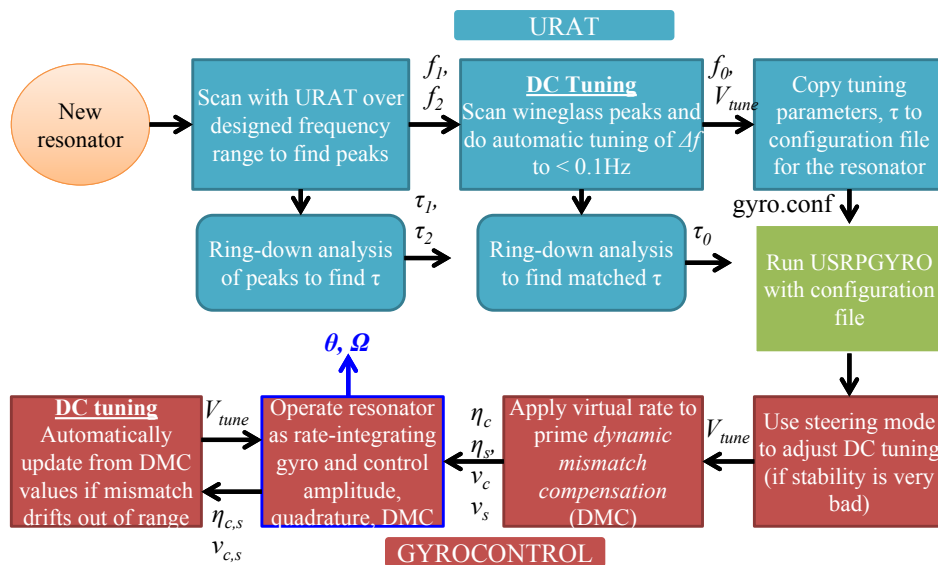 URAT
New
resonator
Scan with URAT over
designed frequency
range to find peaks
f1,
f2
DC Tuning
Scan wineglass peaks and
do automatic tuning of Δf
to < 0.1Hz
f0,
Vtune
Copy tuning
parameters, τ to
configuration file
for the resonator
Ring-down analysis
of peaks to find τ
τ1,
τ2
Ring-down analysis
to find matched τ
τ0
gyro.conf
Run USRPGYRO
with configuration
file
Use steering mode
to adjust DC tuning
(if stability is very
bad)
Vtune
Apply virtual rate to
prime dynamic
mismatch
compensation
(DMC)
ηc
ηs,
νc
νs
θ, Ω
Operate resonator
as rate-integrating
gyro and control
amplitude,
quadrature, DMC
Vtune
ηc,s
νc,s
DC tuning
Automatically
update from DMC
values if mismatch
drifts out of range
GYROCONTROL